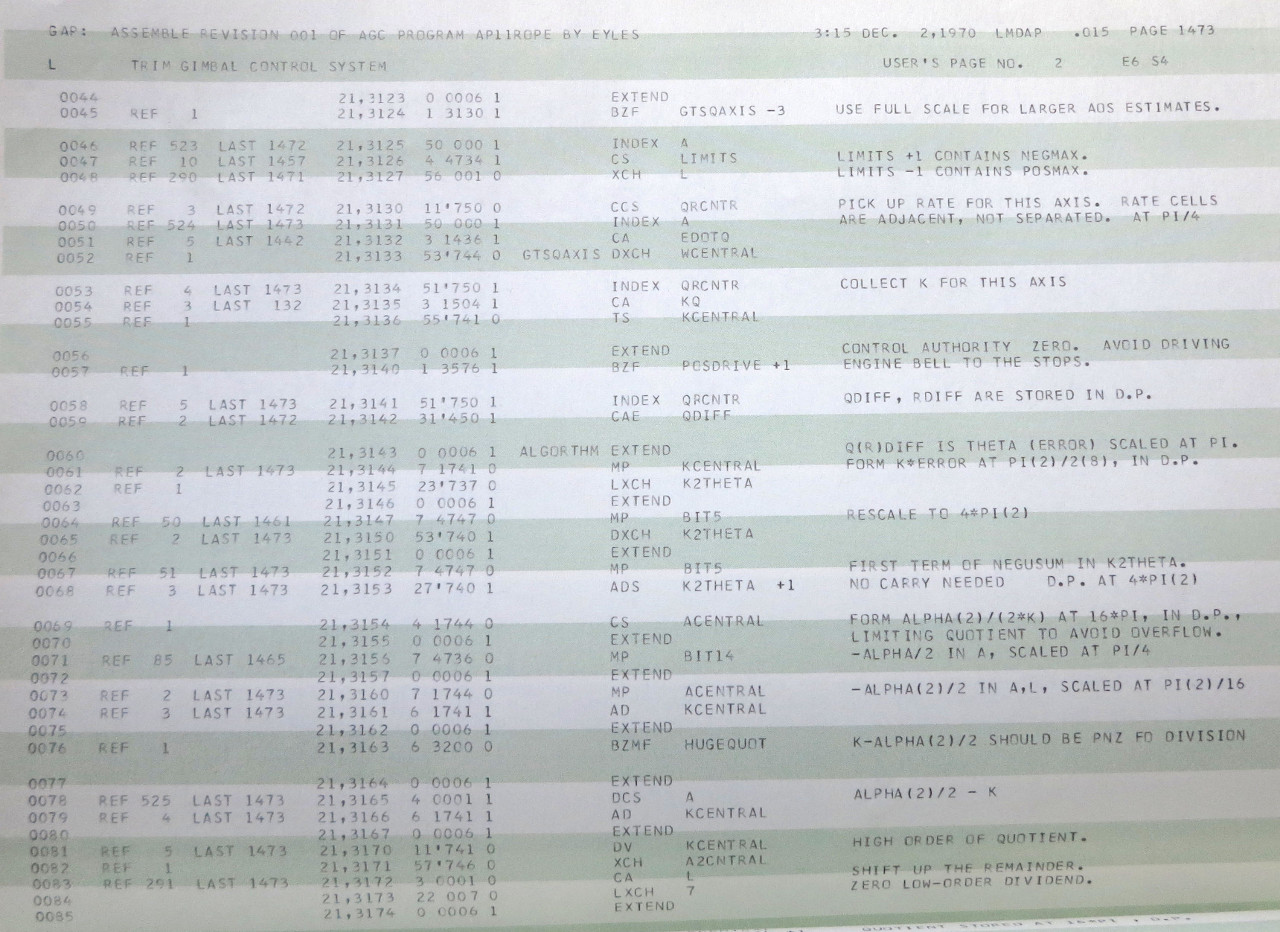 GAP: ASSEMBLE REVISION 001 OF AGC PROGRAM AP11ROPE BY EYLES 3:15 DEC. 2,1970 LMDAP .015 PAGE 1473
L TRIM GIMBAL CONTROL SYSTEM USER'S PAGE NO. 2 E6 S4
0044 21,3123 0 0006 1 EXTEND
0045 REF 1 21,3124 1 3130 1 BZF GTSQAXIS -3 USE FULL SCALE FOR LARGER AOS ESTIMATES.
0046 REF 523 LAST 1472 21,3125 50 000 1 INDEX A
0047 REF 10 LAST 1457 21,3126 4 4734 1 CS LIMITS LIMITS +1 CONTAINS NEGMAX.
0048 REF 290 LAST 1471 21,3127 56 001 0 XCH L LIMITS -1 CONTAINS POSMAX.
0049 REF 3 LAST 1472 21,3130 11'750 0 CCS QRCNTR PICK UP RATE FOR THIS AXIS. RATE CELLS
0050 REF 524 LAST 1473 21,3131 50 000 1 INDEX A ARE ADJACENT, NOT SEPARATED. AT PI/4
0051 REF 5 LAST 1442 21,3132 3 1436 1 CA EDOTQ
0052 REF 1 21,3133 53'744 0 GTSQAXIS DXCH WCENTRAL
0053 REF 4 LAST 1473 21,3134 51'750 1 INDEX QRCNTR COLLECT K FOR THIS AXIS
0054 REF 3 LAST 132 21,3135 3 1504 1 CA KQ
0055 REF 1 21,3136 55'741 0 TS KCENTRAL
0056 21,3137 0 0006 1 EXTEND CONTROL AUTHORITY ZERO. AVOID DRIVING
0057 REF 1 21,3140 1 3576 1 BZF POSDRIVE +1 ENGINE BELL TO THE STOPS.
0058 REF 5 LAST 1473 21,3141 51'750 1 INDEX QRCNTR QDIFF, RDIFF ARE STORED IN D.P.
0059 REF 2 LAST 1472 21,3142 31'450 1 CAE QDIFF
0060 21,3143 0 0006 1 ALGORTHM EXTEND Q(R)DIFF IS THETA (ERROR) SCALED AT PI.
0061 REF 2 LAST 1473 21,3144 7 1741 0 MP KCENTRAL FORM K*ERROR AT PI(2)/2(8), IN D.P.
0062 REF 1 21,3145 23'737 0 LXCH K2THETA
0063 21,3146 0 0006 1 EXTEND
0064 REF 50 LAST 1461 21,3147 7 4747 0 MP BIT5 RESCALE TO 4*PI(2)
0065 REF 2 LAST 1473 21,3150 53'740 1 DXCH K2THETA
0066 21,3151 0 0006 1 EXTEND
0067 REF 51 LAST 1473 21,3152 7 4747 0 MP BIT5 FIRST TERM OF NEGUSUM IN K2THETA.
0068 REF 3 LAST 1473 21,3153 27'740 1 ADS K2THETA +1 NO CARRY NEEDED D.P. AT 4*PI(2)
0069 REF 1 21,3154 4 1744 0 CS ACENTRAL FORM ALPHA(2)/(2*K) AT 16*PI, IN D.P.,
0070 21,3155 0 0006 1 EXTEND LIMITING QUOTIENT TO AVOID OVERFLOW.
0071 REF 85 LAST 1465 21,3156 7 4736 0 MP BIT14 -ALPHA/2 IN A, SCALED AT PI/4
0072 21,3157 0 0006 1 EXTEND
0073 REF 2 LAST 1473 21,3160 7 1744 0 MP ACENTRAL -ALPHA(2)/2 IN A,L, SCALED AT PI(2)/16
0074 REF 3 LAST 1473 21,3161 6 1741 1 AD KCENTRAL
0075 21,3162 0 0006 1 EXTEND
0076 REF 1 21,3163 6 3200 0 BZMF HUGEQUOT K-ALPHA(2)/2 SHOULD BE PNZ FO DIVISION
0077 21,3164 0 0006 1 EXTEND
0078 REF 525 LAST 1473 21,3165 4 0001 1 DCS A ALPHA(2)/2 - K
0079 REF 4 LAST 1473 21,3166 6 1741 1 AD KCENTRAL
0080 21,3167 0 0006 1 EXTEND
0081 REF 5 LAST 1473 21,3170 11'741 0 DV KCENTRAL HIGH ORDER OF QUOTIENT.
0082 REF 1 21,3171 57'746 0 XCH A2CNTRAL
0083 REF 291 LAST 1473 21,3172 3 0001 0 CA L SHIFT UP THE REMAINDER.
0084 21,3173 22 007 0 LXCH 7 ZERO LOW-ORDER DIVIDEND.
0085 21,3174 0 0006 1 EXTEND